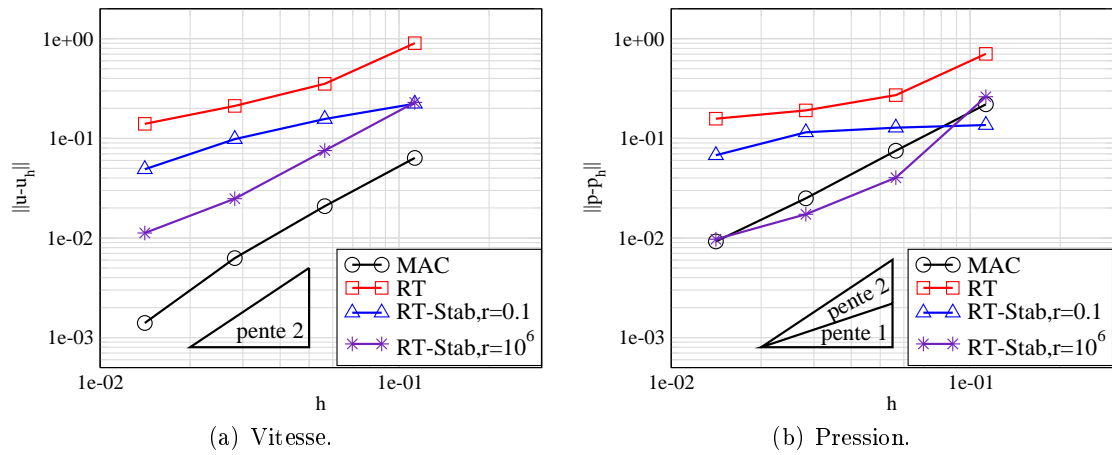 1e+00
1e-01
1e-02
1e-03
||u-u_h||
pente 2
MAC
RT
RT-Stab,r=0.1
RT-Stab,r=10^6
1e-02
1e-01
h
(a) Vitesse.
1e+00
1e-01
1e-02
1e-03
||p-p_h||
pente 2
pente 1
MAC
RT
RT-Stab,r=0.1
RT-Stab,r=10^6
1e-02
1e-01
h
(b) Pression.